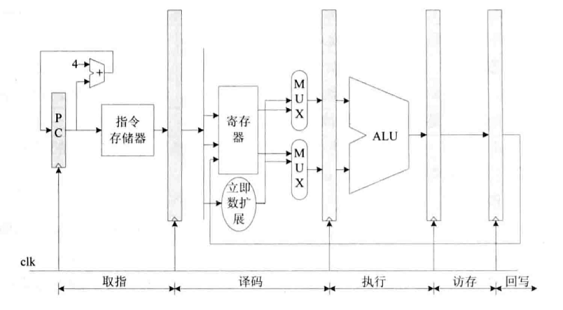 4
+
PC
指令
存储器
寄存
器
立即
数扩
展
MUX
MUX
ALU
clk
取指
译码
执行
访存
回写